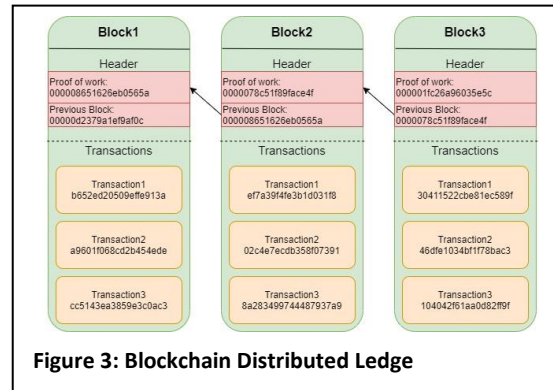 Block1
Header
Proof of work:
000008651626eb0565a
Previous Block:
00000d2379a1ef9af0c
Transactions
Transaction1
b652ed20509effe913a
Transaction2
a9601f068cd2b454ede
Transaction3
cc5143ea3859e3c0ac3
Block2
Header
Proof of work:
0000078c51f89face4f
Previous Block:
000008651626eb0565a
Transactions
Transaction1
ef7a39f4fe3b1d031f8
Transaction2
02c4e7ecdb358f07391
Transaction3
8a283499744487937a9
Block3
Header
Proof of work:
000001fc26a96035e5c
Previous Block:
0000078c51f89face4f
Transactions
Transaction1
30411522cbe81ec589f
Transaction2
46dfe1034bf1f78bac3
Transaction3
104042f61aa0d82ff9f
Figure 3: Blockchain Distributed Ledge